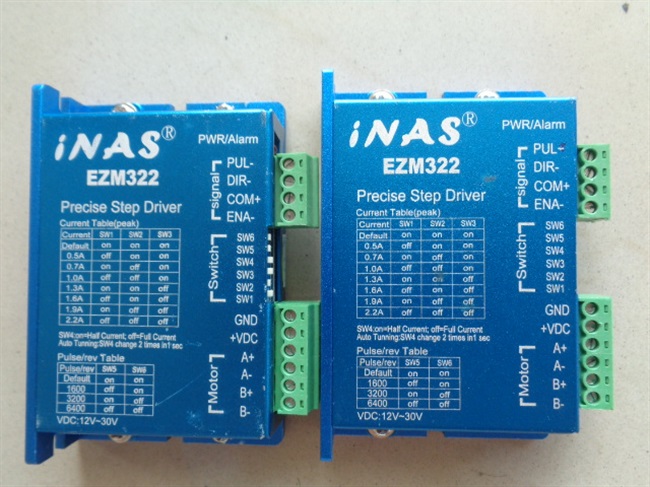 iNAS®
PWR/Alarm
EZM322
Precise Step Driver
Current Table(peak)
Current SW1 SW2 SW3
Default on on on
0.5A on on off
0.7A on off on
1.0A on off off
1.3A off on on
1.6A off on off
1.9A off off on
2.2A off off off
SW4:on=Half Current; off=Full Current
Auto Tunning:SW4 change 2 times in1 sec
Pulse/rev Table
Pulse/rev SW5 SW6
Default on on
1600 off on
3200 on off
6400 off off
VDC:12V~30V
PUL-
DIR-
COM+
ENA-
signal
SW6
SW5
SW4
SW3
SW2
SW1
Switch
GND
+VDC
A+
A-
B+
B-
Motor
iNAS®
PWR/Alarm
EZM322
Precise Step Driver
Current Table(peak)
Current SW1 SW2 SW3
Default on on on
0.5A on on off
0.7A on off on
1.0A on off off
1.3A off on on
1.6A off on off
1.9A off off on
2.2A off off off
SW4:on=Half Current; off=Full Current
Auto Tunning:SW4 change 2 times in1 sec
Pulse/rev Table
Pulse/rev SW5 SW6
Default on on
1600 off on
3200 on off
6400 off off
VDC:12V~30V
PUL-
DIR-
COM+
ENA-
signal
SW6
SW5
SW4
SW3
SW2
SW1
Switch
GND
+VDC
A+
A-
B+
B-
Motor